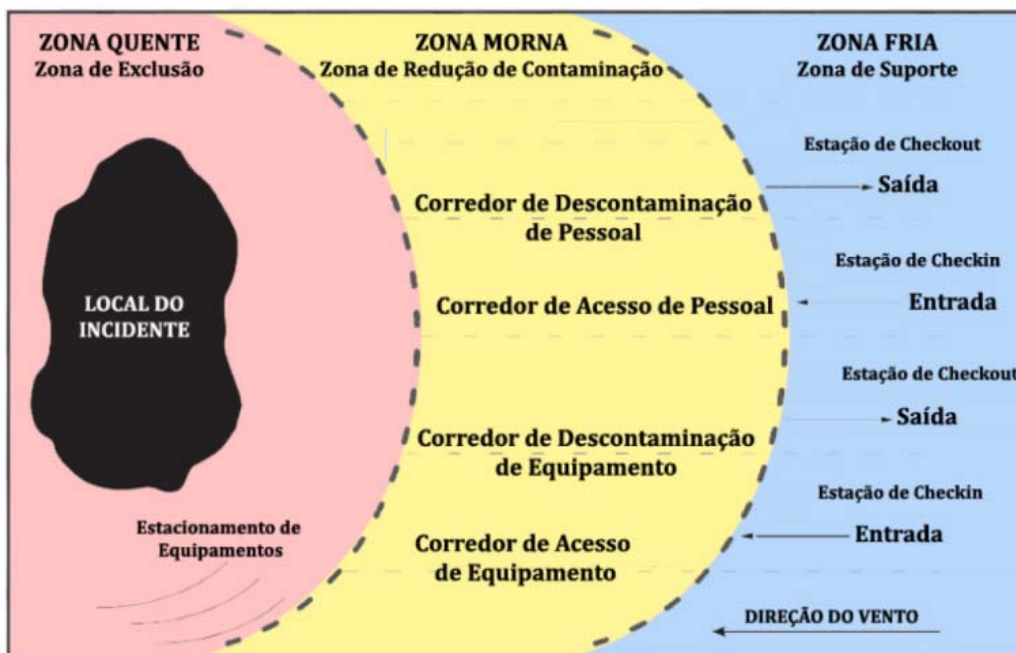 ZONA QUENTE
Zona de Exclusão
ZONA MORNA
Zona de Redução de Contaminação
ZONA FRIA
Zona de Suporte
Estação de Checkout
Saída
Corredor de Descontaminação
de Pessoal
Estação de Checkin
Entrada
Corredor de Acesso de Pessoal
LOCAL DO
INCIDENTE
Estação de Checkout
Saída
Corredor de Descontaminação
de Equipamento
Estação de Checkin
Entrada
Estacionamento de
Equipamentos
Corredor de Acesso
de Equipamento
DIREÇÃO DO VENTO